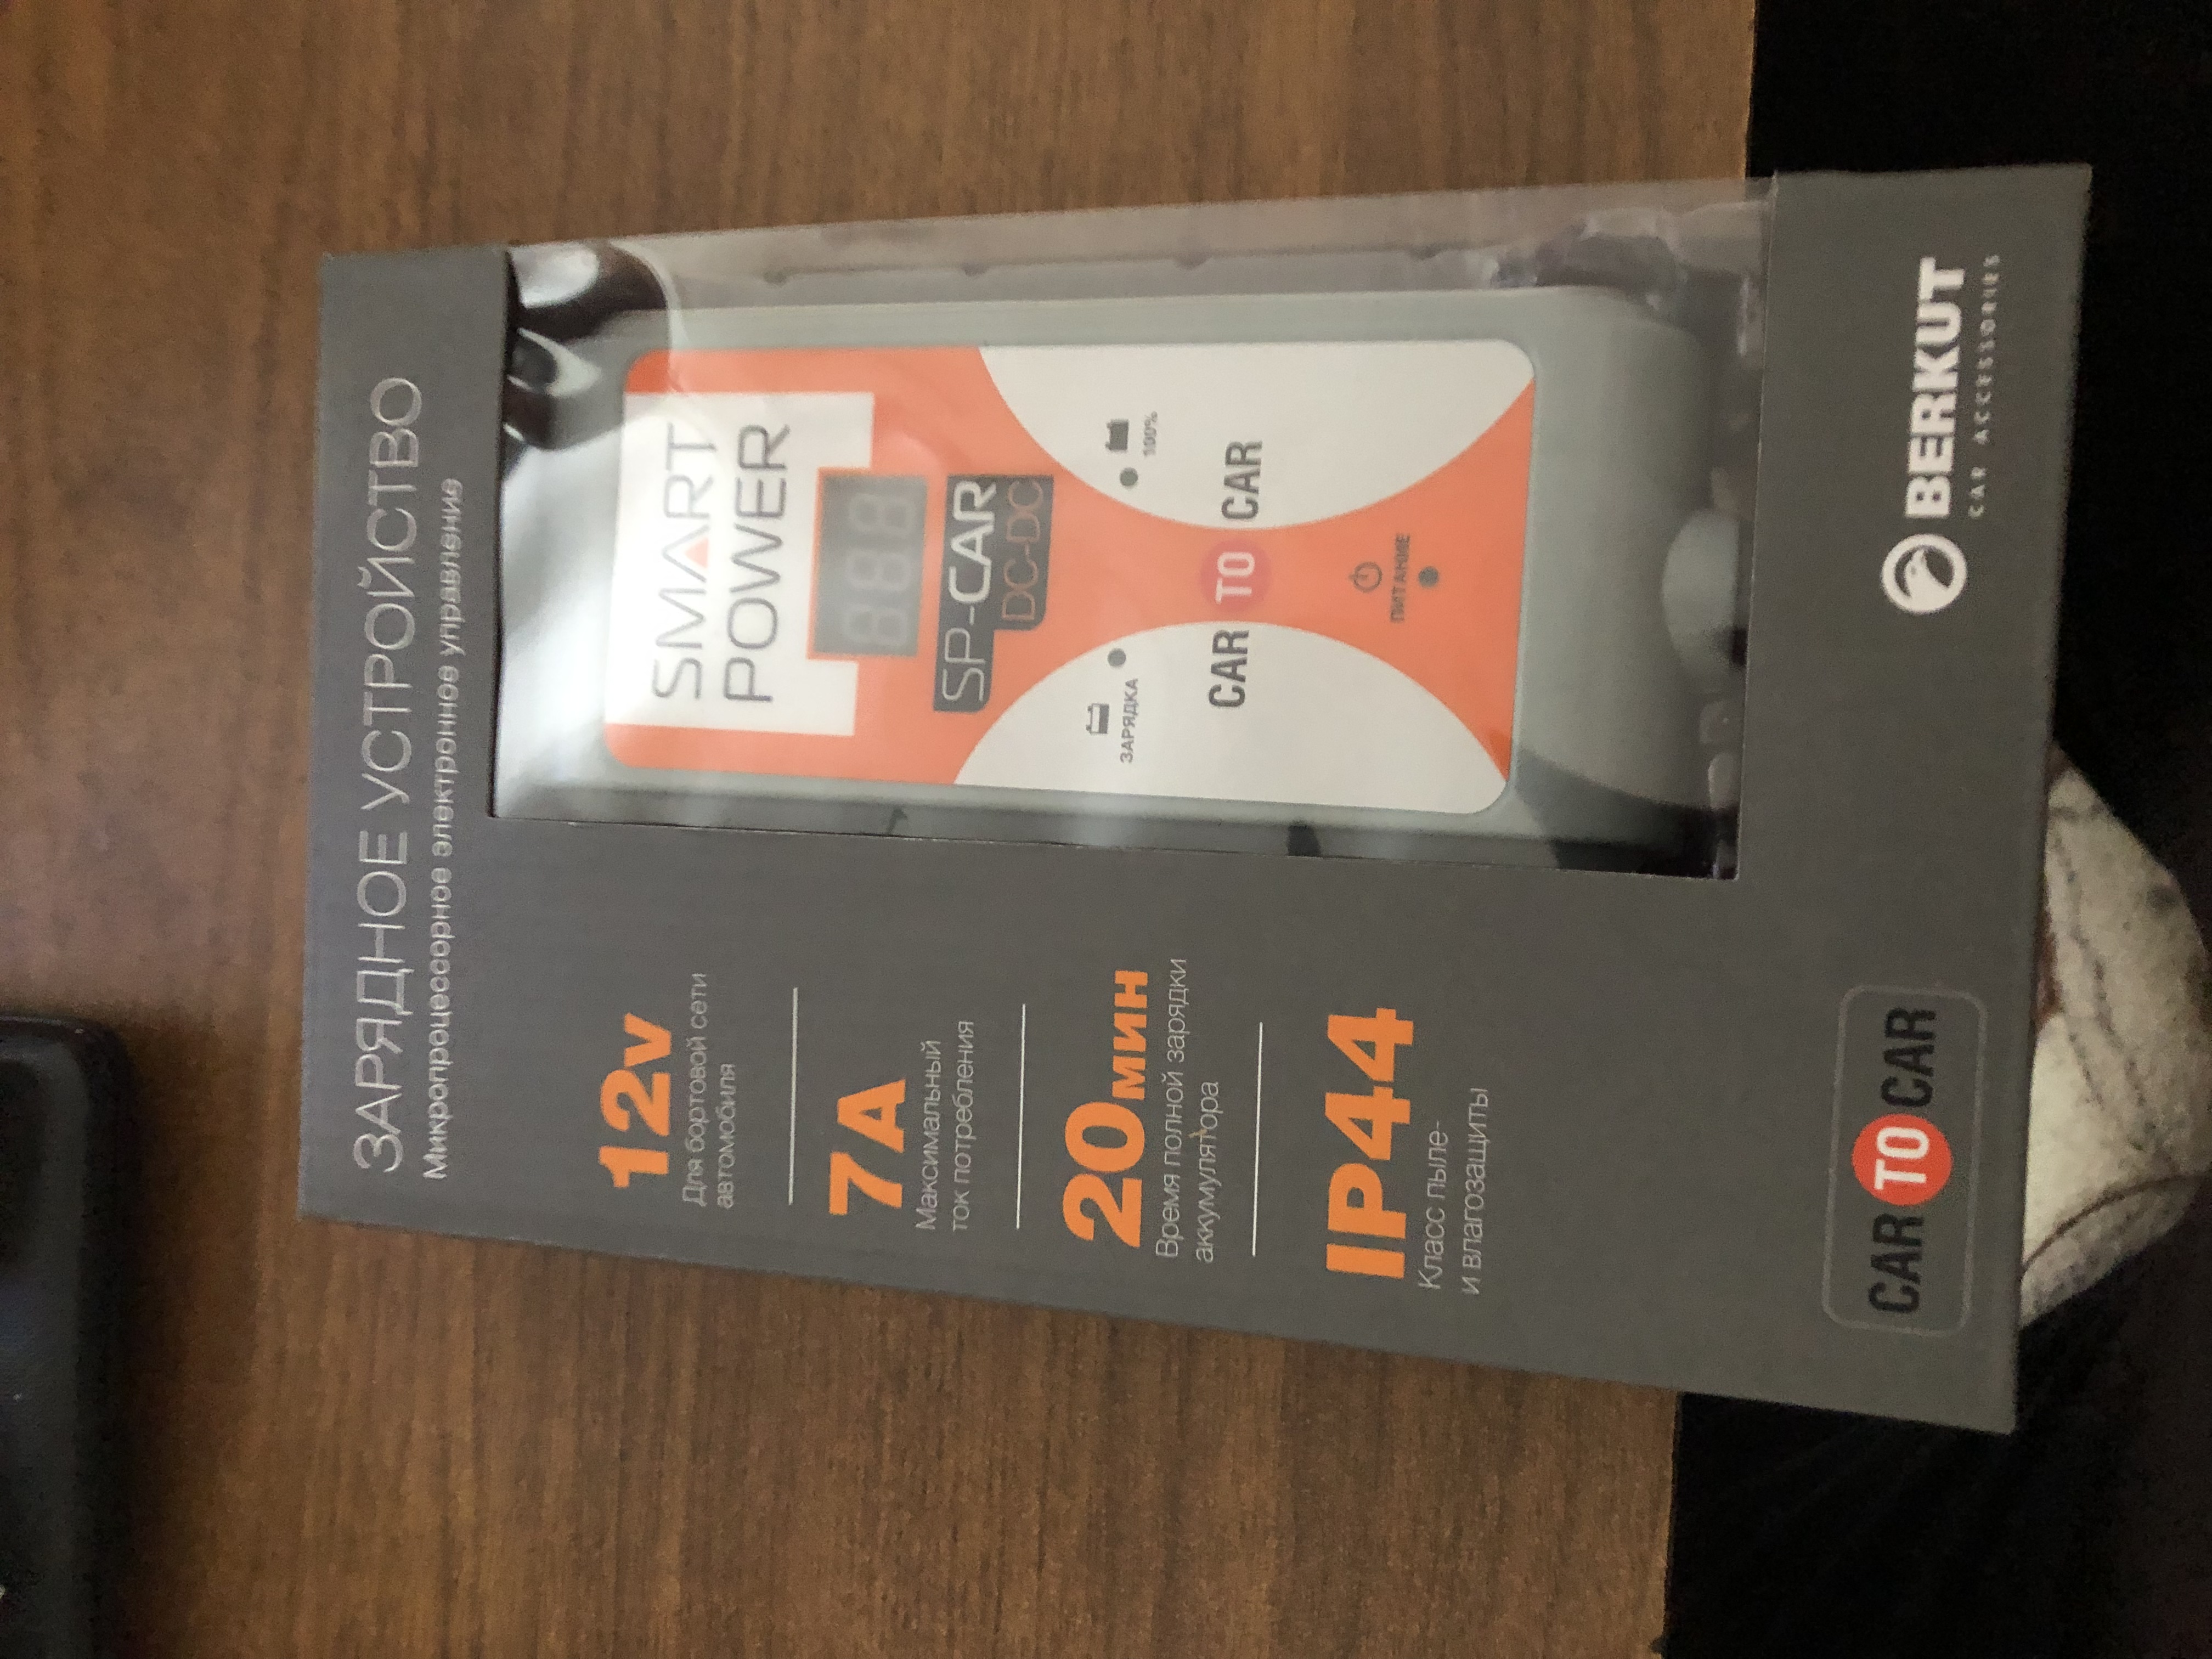 ЗАРЯДНОЕ УСТРОЙСТВО
Микропроцессорное электронное управление
12v
Для бортовой сети
автомобиля
7А
Максимальный
ток потребления
20мин
Время полной зарядки
аккумулятора
IP44
Класс пыле-
и влагозащиты
SMART
POWER
SP-CAR
DC-DC
ЗАРЯДКА
100%
CAR TO CAR
ПИТАНИЕ
CAR TO CAR
BERKUT
CAR ACCESSORIES